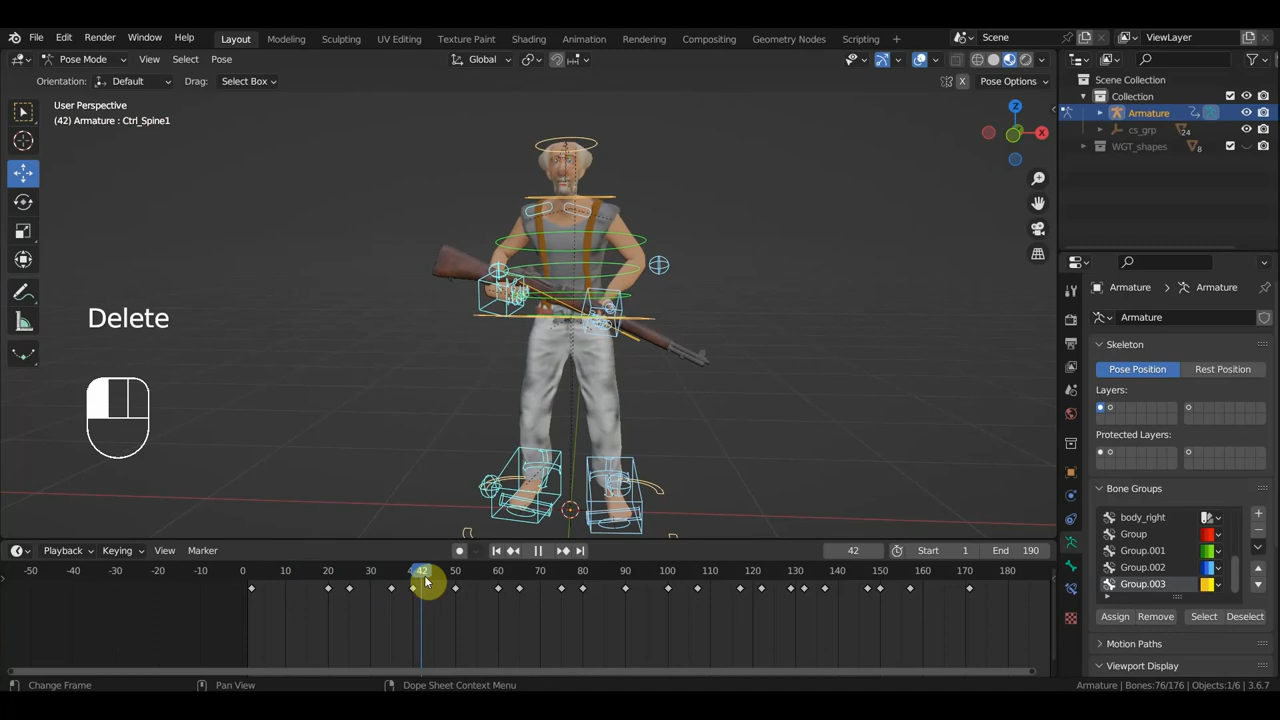 File Edit Render Window Help Layout Modeling Sculpting UV Editing Texture Paint Shading Animation Rendering Compositing Geometry Nodes Scripting + Scene ViewLayer
Pose Mode View Select Pose Global
Orientation: Default Drag: Select Box X Pose Options
User Perspective
(42) Armature : Ctrl_Spine1
Z
X
Delete
Scene Collection
Collection
Armature
cs_grp 24
WGT_shapes 8
Armature > Armature
Armature
Skeleton
Pose Position Rest Position
Layers:
Protected Layers:
Bone Groups
body_right
Group
Group.001
Group.002
Group.003
Assign Remove Select Deselect
Motion Paths
Viewport Display
Playback Keying View Marker 42 Start 1 End 190
-50 -40 -30 -20 -10 0 10 20 30 42 50 60 70 80 90 100 110 120 130 140 150 160 170 180
Change Frame Pan View Dope Sheet Context Menu Armature | Bones:76/176 | Objects:1/6 | 3.6.7